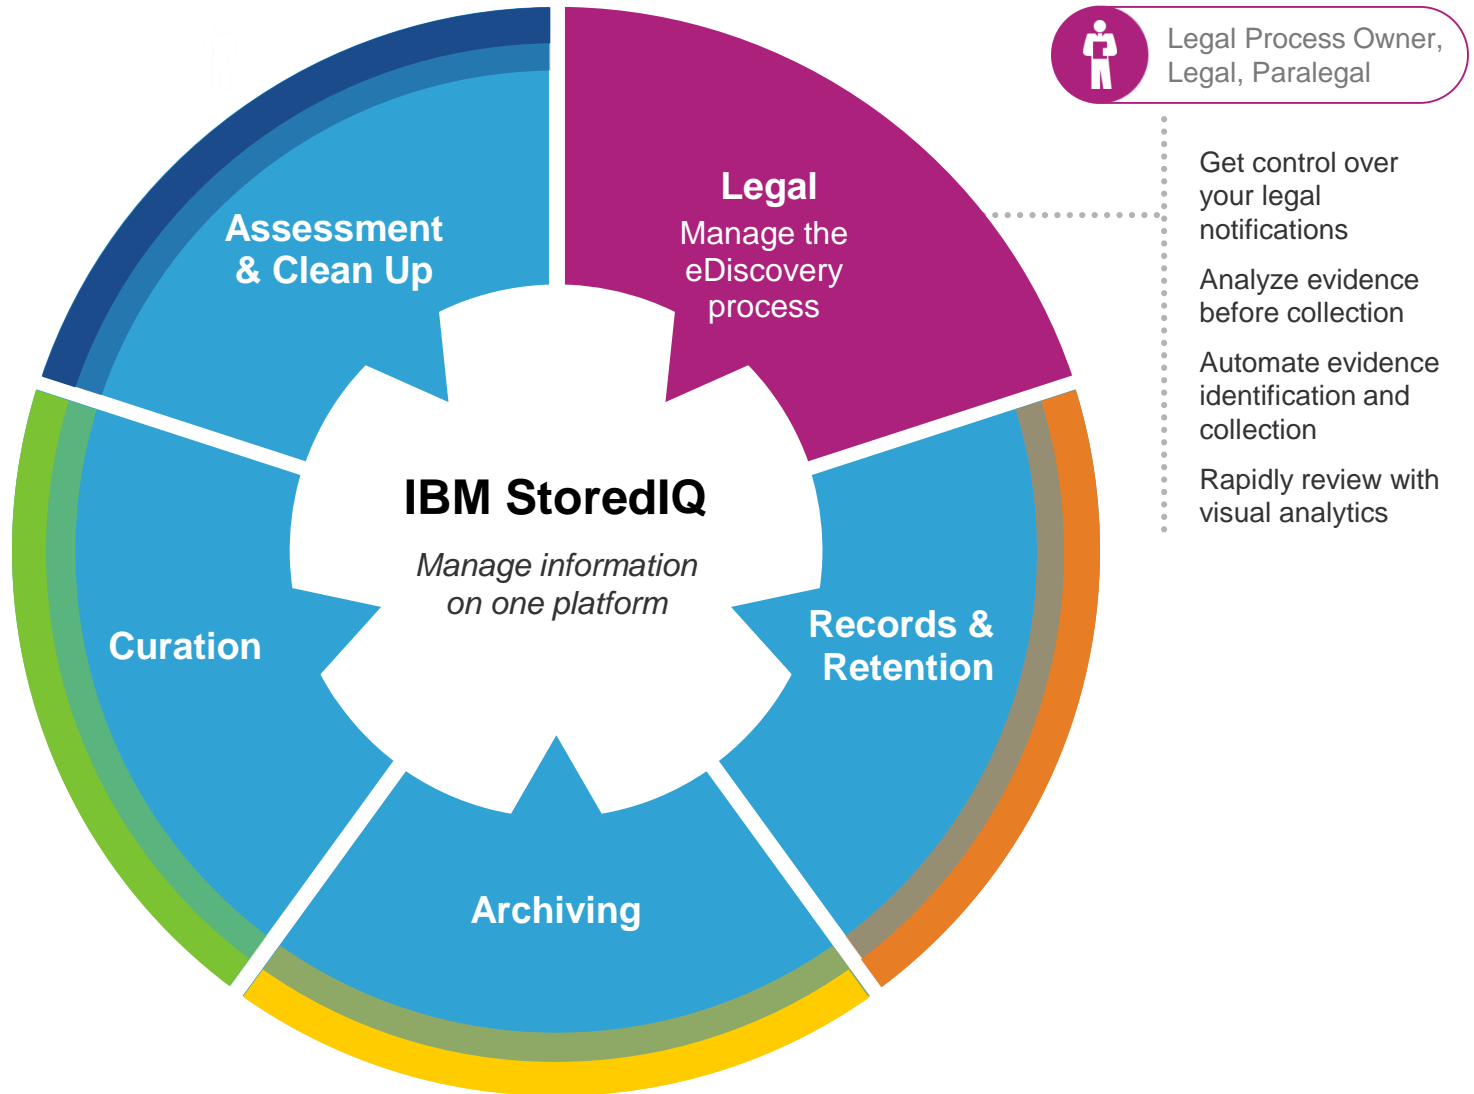 Legal Process Owner,
Legal, Paralegal
Get control over
your legal
notifications
Analyze evidence
before collection
Automate evidence
identification and
collection
Rapidly review with
visual analytics
Legal
Manage the
eDiscovery
process
Assessment
& Clean Up
IBM StoredIQ
Manage information
on one platform
Records &
Retention
Curation
Archiving